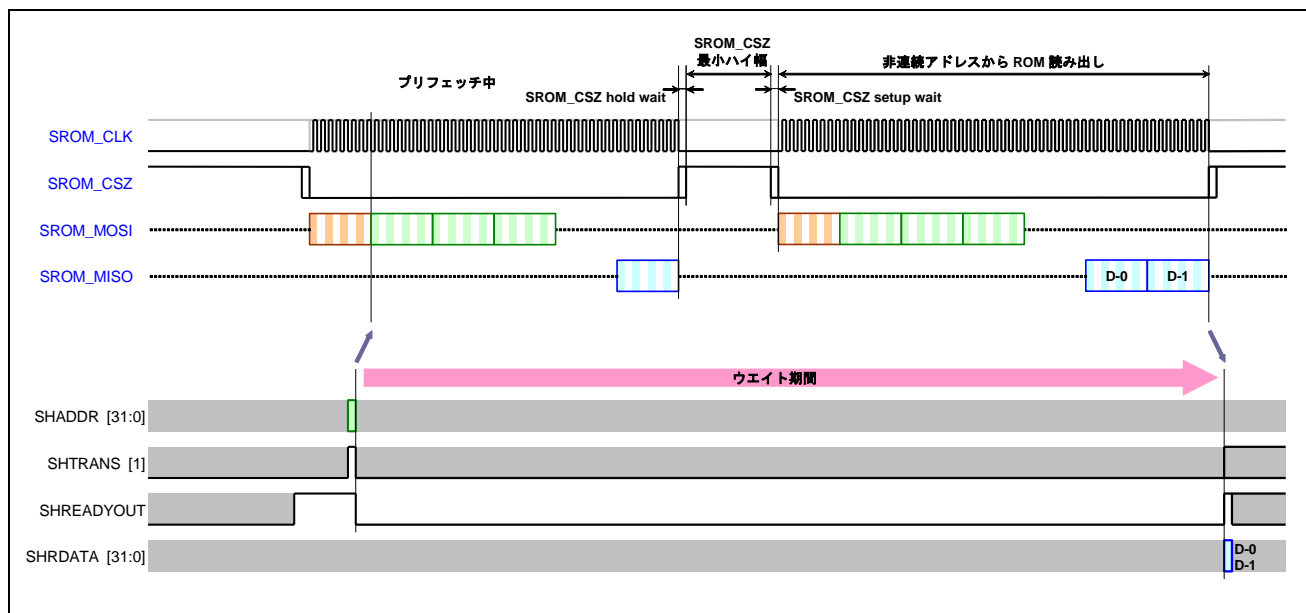 SROM_CSZ
最小ハイ幅
非連続アドレスから ROM 読み出し
プリフェッチ中
SROM_CSZ hold wait
SROM_CSZ setup wait
SROM_CLK
SROM_CSZ
SROM_MOSI
SROM_MISO
D-0
D-1
ウエイト期間
SHADDR [31:0]
SHTRANS [1]
SHREADYOUT
SHRDATA [31:0]
D-0
D-1